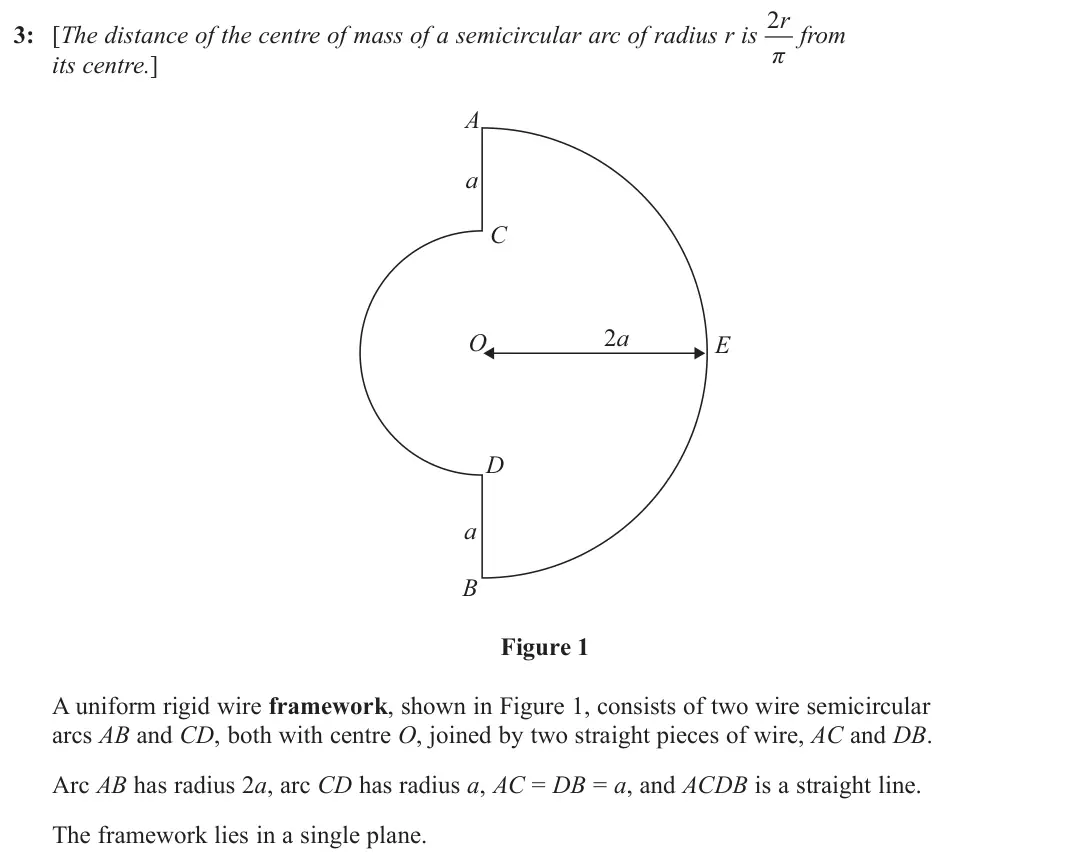 3: [The distance of the centre of mass of a semicircular arc of radius r is 2r/π from
its centre.]
A
a
C
O
2a
E
D
a
B
Figure 1
A uniform rigid wire framework, shown in Figure 1, consists of two wire semicircular
arcs AB and CD, both with centre O, joined by two straight pieces of wire, AC and DB.
Arc AB has radius 2a, arc CD has radius a, AC = DB = a, and ACDB is a straight line.
The framework lies in a single plane.